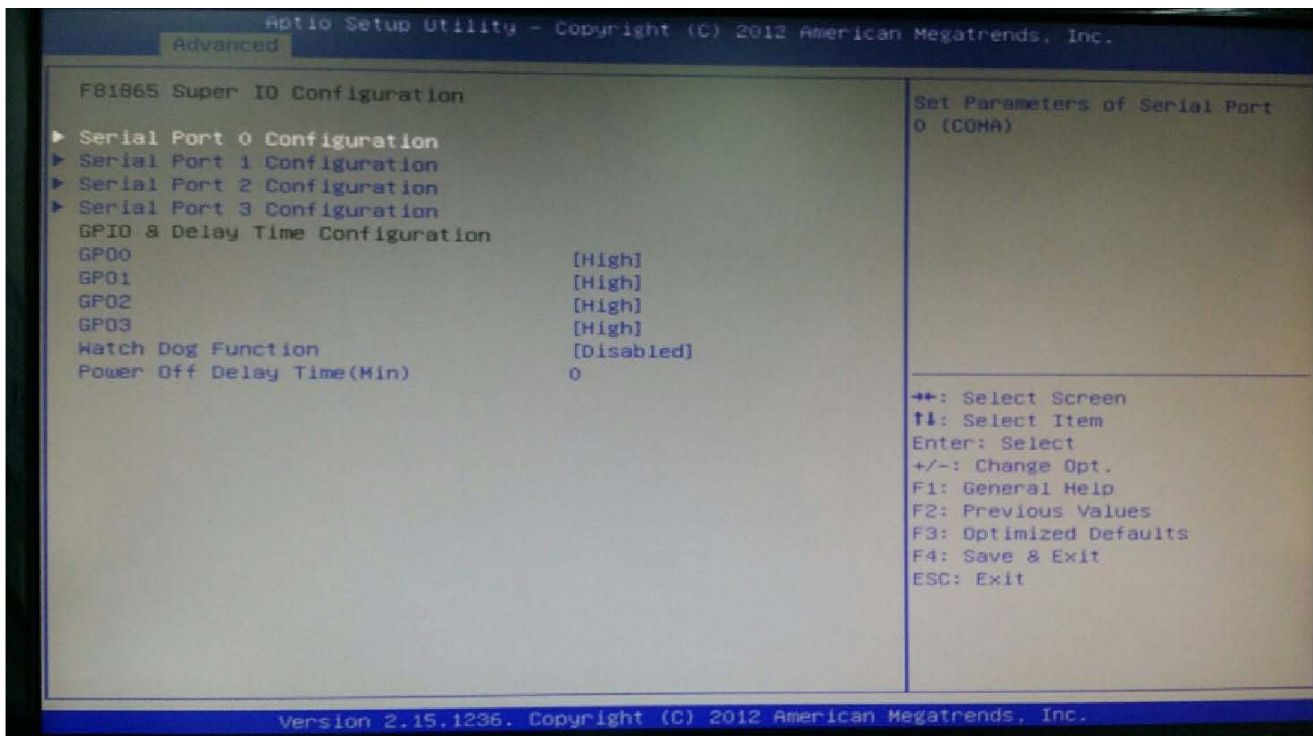 Aptio Setup Utility - Copyright (C) 2012 American Megatrends, Inc.
Advanced
F81865 Super IO Configuration
► Serial Port 0 Configuration
► Serial Port 1 Configuration
► Serial Port 2 Configuration
► Serial Port 3 Configuration
GPIO & Delay Time Configuration
GPO0 [High]
GPO1 [High]
GPO2 [High]
GPO3 [High]
Watch Dog Function [Disabled]
Power Off Delay Time(Min) 0
Set Parameters of Serial Port
0 (COMA)
→←: Select Screen
↑↓: Select Item
Enter: Select
+/-: Change Opt.
F1: General Help
F2: Previous Values
F3: Optimized Defaults
F4: Save & Exit
ESC: Exit
Version 2.15.1236. Copyright (C) 2012 American Megatrends, Inc.